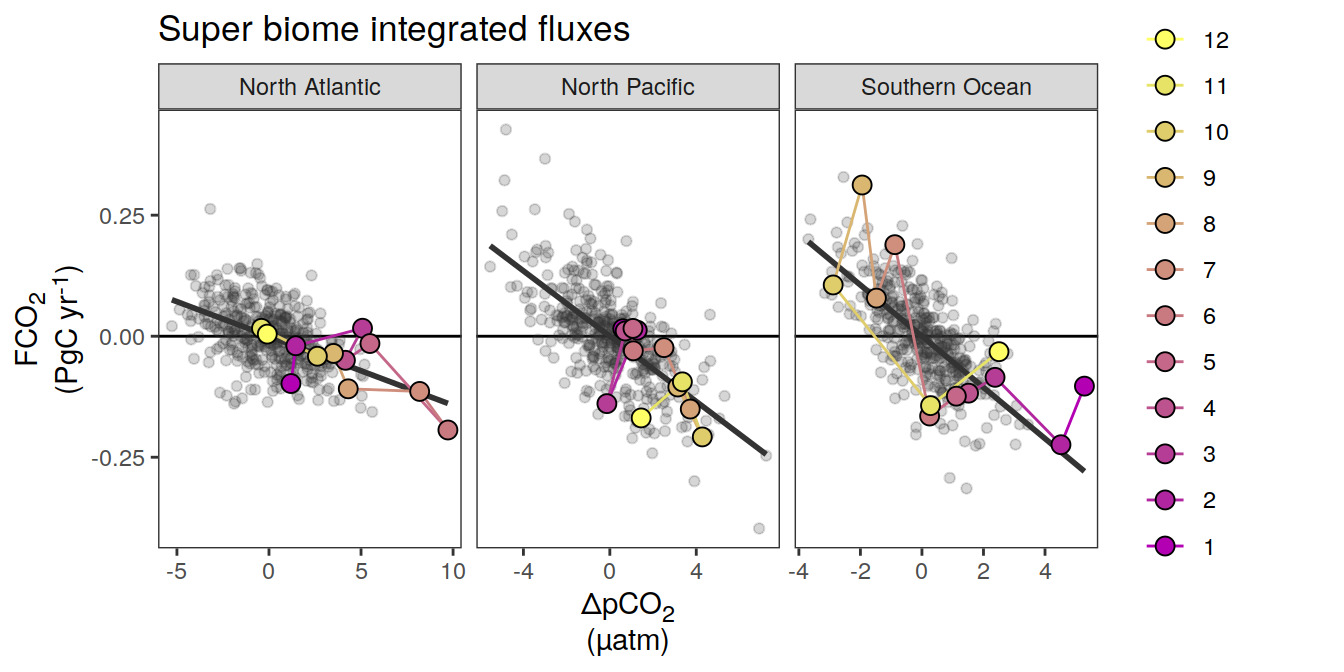 Super biome integrated fluxes
North Atlantic
North Pacific
Southern Ocean
FCO₂
(PgC yr⁻¹)
0.25
0.00
-0.25
-5 0 5 10
-4 0 4
-4 -2 0 2 4
ΔpCO₂
(µatm)
12
11
10
9
8
7
6
5
4
3
2
1